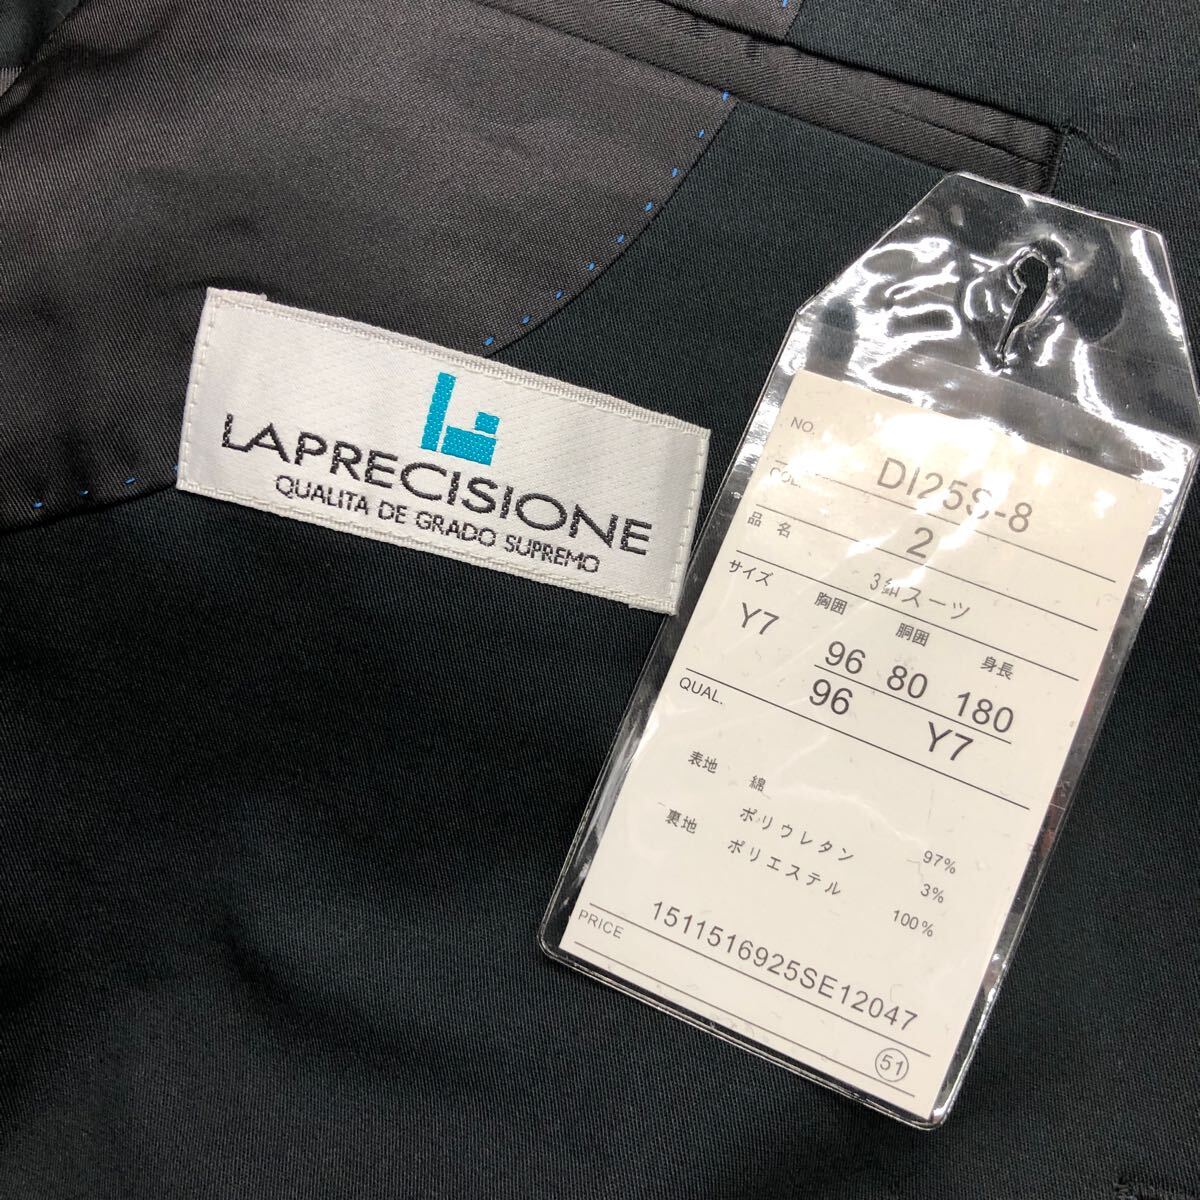 LAPRECISIONE
QUALITA DE GRADO SUPREMO
NO. DI25S-8
COL. 2
品名 3釦スーツ
サイズ 胸囲 胴囲 身長
Y7 96 80 180
QUAL. 96 Y7
表地 綿 97%
ポリウレタン 3%
裏地 ポリエステル 100%
PRICE 1511516925SE12047
51